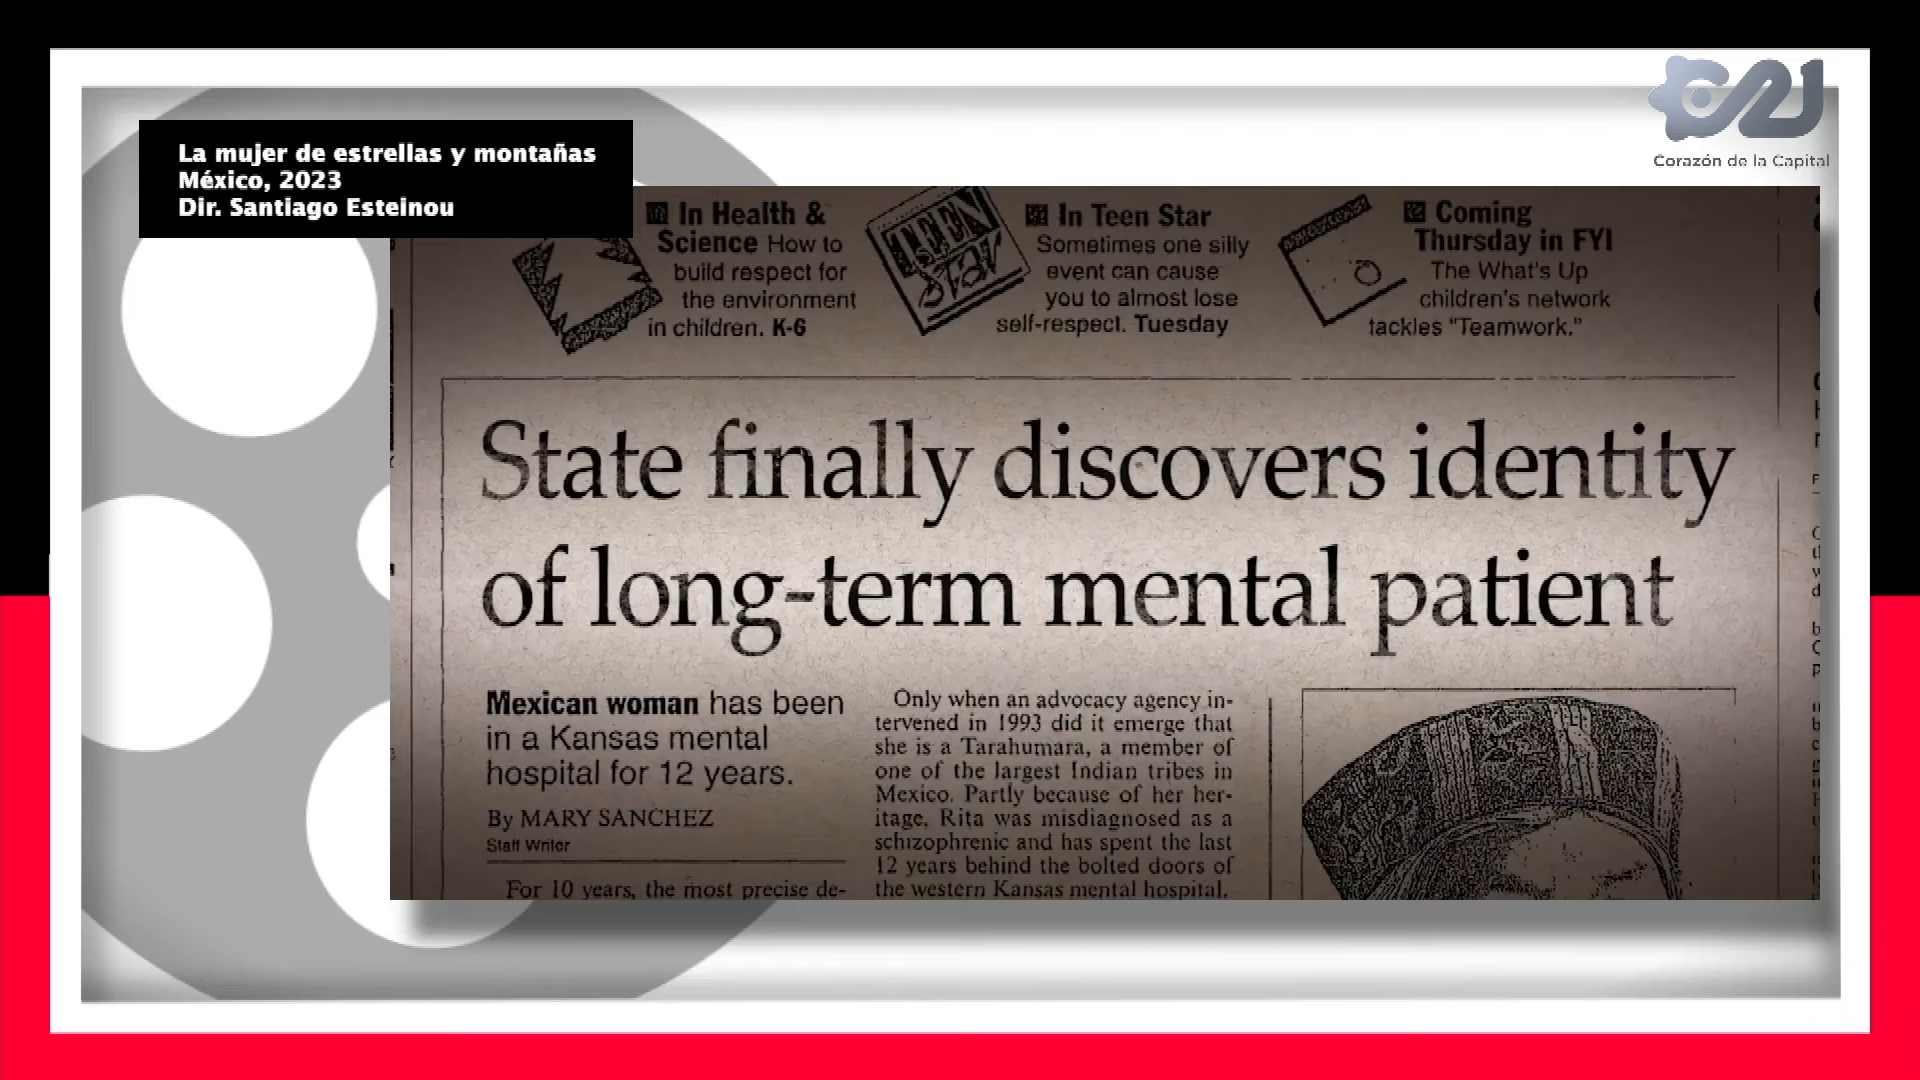 La mujer de estrellas y montañas
México, 2023
Dir. Santiago Esteinou
Corazón de la Capital
In Health &
Science How to
build respect for
the environment
in children. K-6
TEEN
STAR
In Teen Star
Sometimes one silly
event can cause
you to almost lose
self-respect. Tuesday
Coming
Thursday in FYI
The What's Up
children's network
tackles "Teamwork."
State finally discovers identity
of long-term mental patient
Mexican woman has been
in a Kansas mental
hospital for 12 years.
By MARY SANCHEZ
Staff Writer
For 10 years, the most precise de-
Only when an advocacy agency in-
tervened in 1993 did it emerge that
she is a Tarahumara, a member of
one of the largest Indian tribes in
Mexico. Partly because of her her-
itage, Rita was misdiagnosed as a
schizophrenic and has spent the last
12 years behind the bolted doors of
the western Kansas mental hospital.